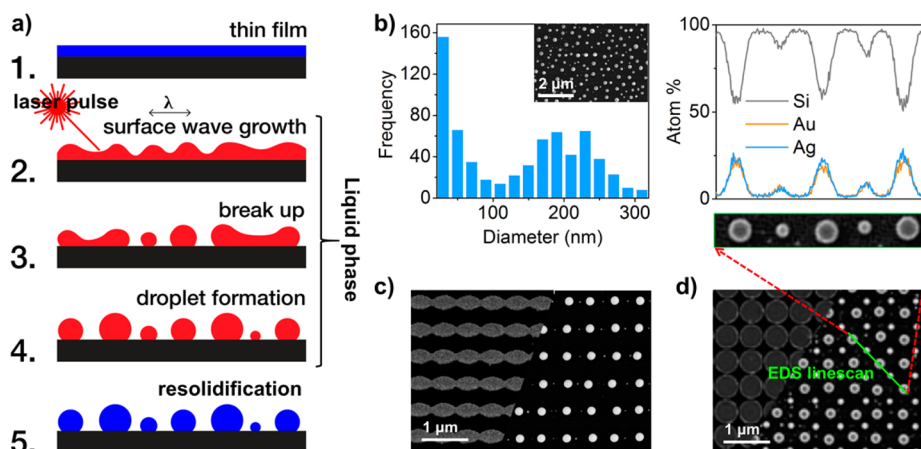 a)
thin film
1.
laser pulse
λ
surface wave growth
2.
break up
3.
droplet formation
4.
resolidification
5.
Liquid phase
b)
Frequency
160
120
80
40
0
100
200
300
Diameter (nm)
2 µm
Atom %
100
50
0
Si
Au
Ag
c)
1 µm
d)
EDS linescan
1 µm